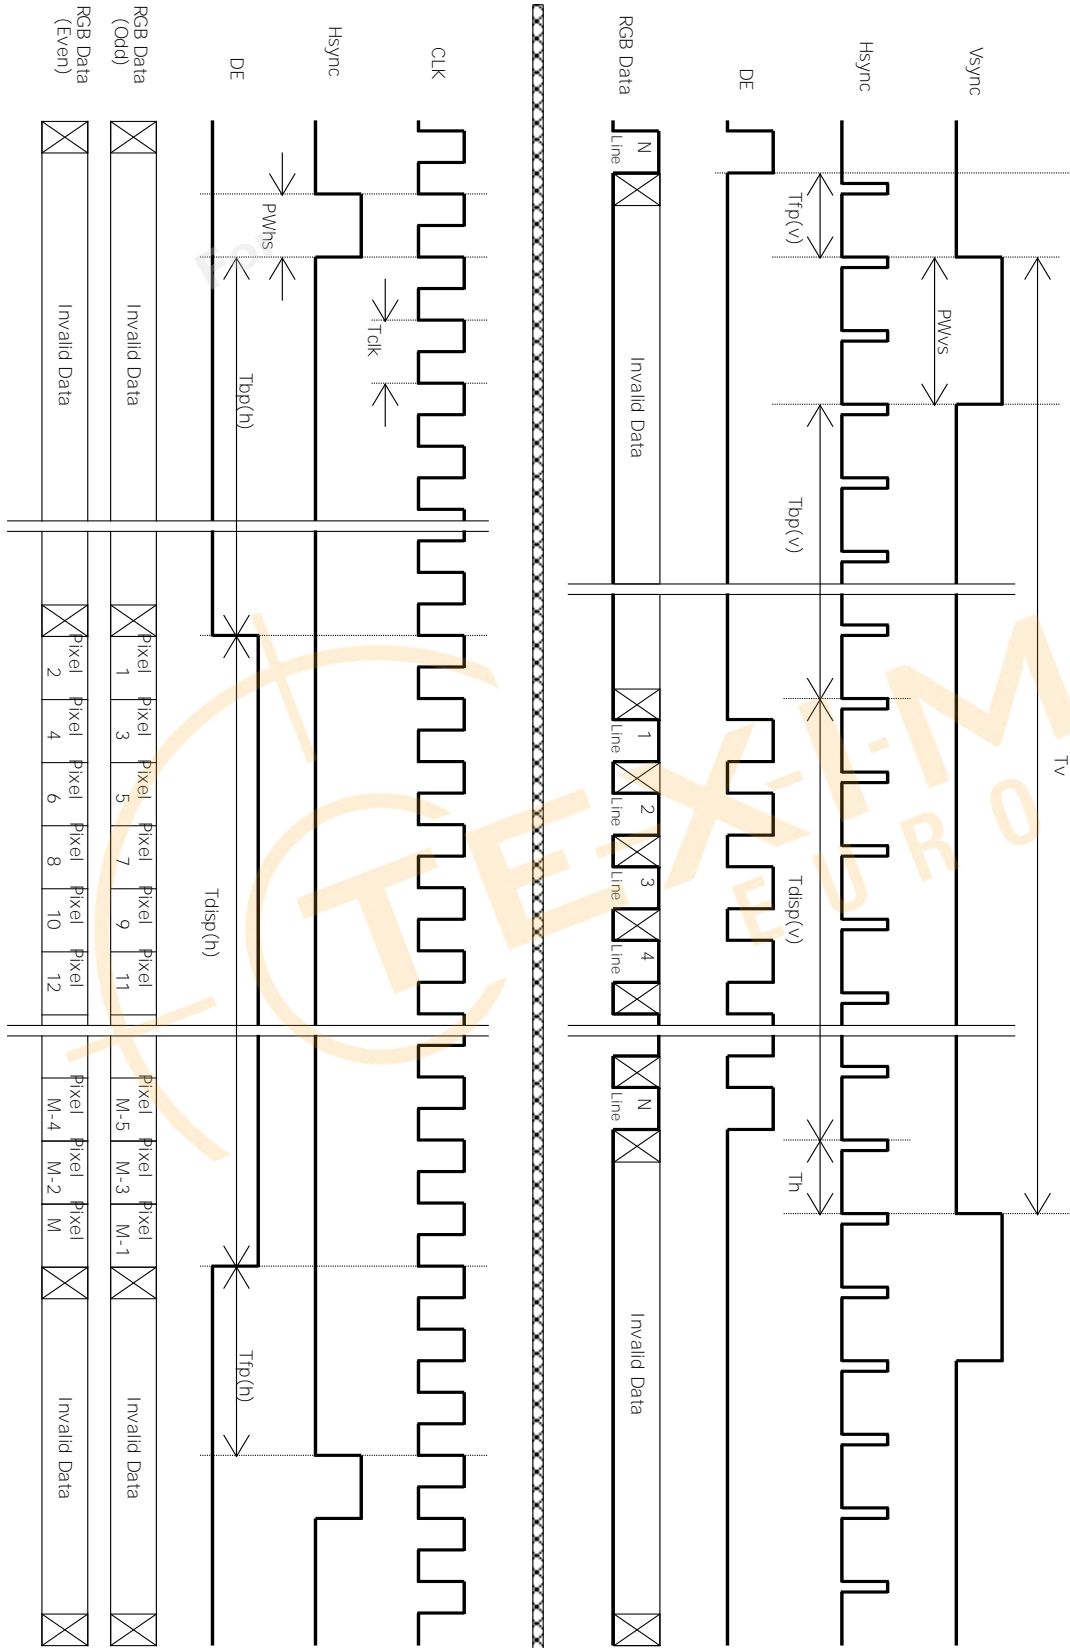 Vsync
Tv
PWvs
Hsync
Tfp(v)
Tbp(v)
Tdisp(v)
Th
DE
RGB Data
N
Line
Invalid Data
1
Line
2
Line
3
Line
4
Line
N
Line
Invalid Data
CLK
Tclk
Hsync
PWhs
DE
Tbp(h)
Tdisp(h)
Tfp(h)
RGB Data
(Odd)
Invalid Data
Pixel
1
Pixel
3
Pixel
5
Pixel
7
Pixel
9
Pixel
11
Pixel
M-5
Pixel
M-3
Pixel
M-1
Invalid Data
RGB Data
(Even)
Invalid Data
Pixel
2
Pixel
4
Pixel
6
Pixel
8
Pixel
10
Pixel
12
Pixel
M-4
Pixel
M-2
Pixel
M
Invalid Data
TEXIM
EURO